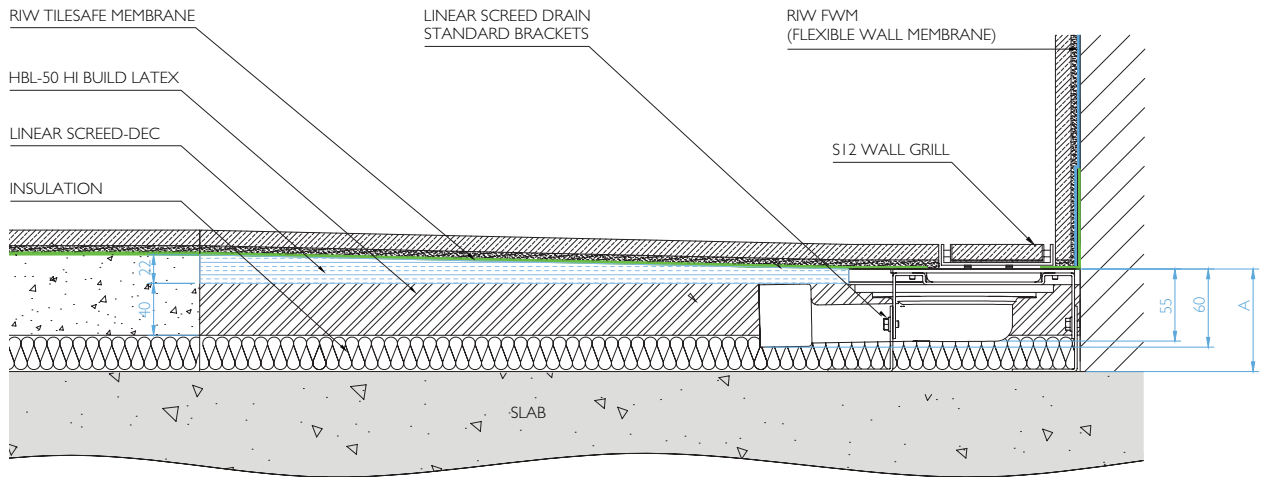 RIW TILESAFE MEMBRANE
LINEAR SCREED DRAIN
STANDARD BRACKETS
RIW FWM
(FLEXIBLE WALL MEMBRANE)
HBL-50 HI BUILD LATEX
LINEAR SCREED-DEC
S12 WALL GRILL
INSULATION
22
40
55
60
A
SLAB